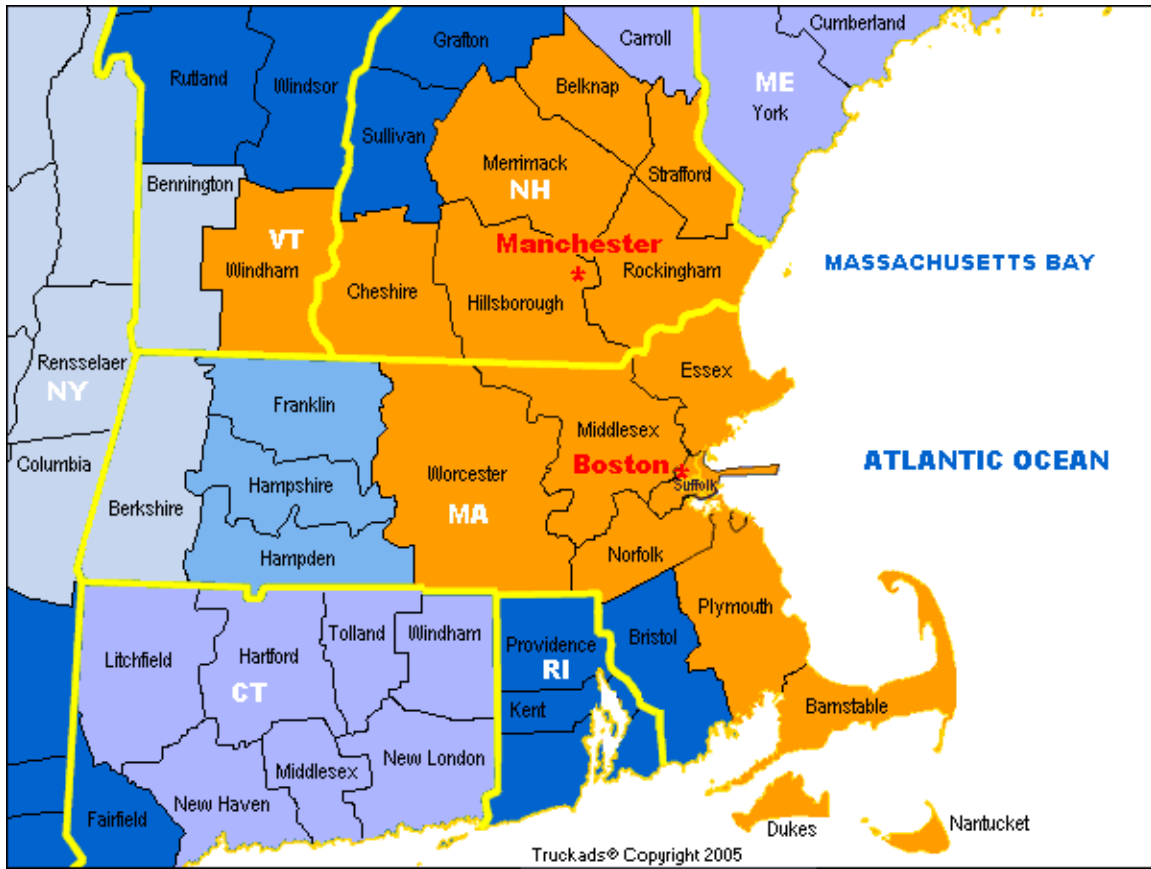 Cumberland
Grafton
Carroll
Rutland
Windsor
Belknap
ME
York
Sullivan
Merrimack
NH
Strafford
Bennington
VT
Manchester
*
Windham
Cheshire
Hillsborough
Rockingham
MASSACHUSETTS BAY
Rensselaer
NY
Essex
Franklin
Middlesex
Columbia
Hampshire
Worcester
Boston
*
Suffolk
ATLANTIC OCEAN
Berkshire
MA
Hampden
Norfolk
Plymouth
Litchfield
Hartford
Tolland
Windham
Providence
RI
Bristol
CT
Kent
Barnstable
New London
Middlesex
New Haven
Fairfield
Dukes
Nantucket
Truckads® Copyright 2005